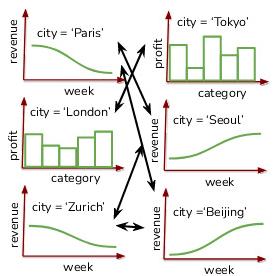 revenue
city = ‘Paris’
week
profit
city = ‘Tokyo’
category
profit
city = ‘London’
category
revenue
city = ‘Seoul’
week
revenue
city = ‘Zurich’
week
revenue
city =‘Beijing’
week